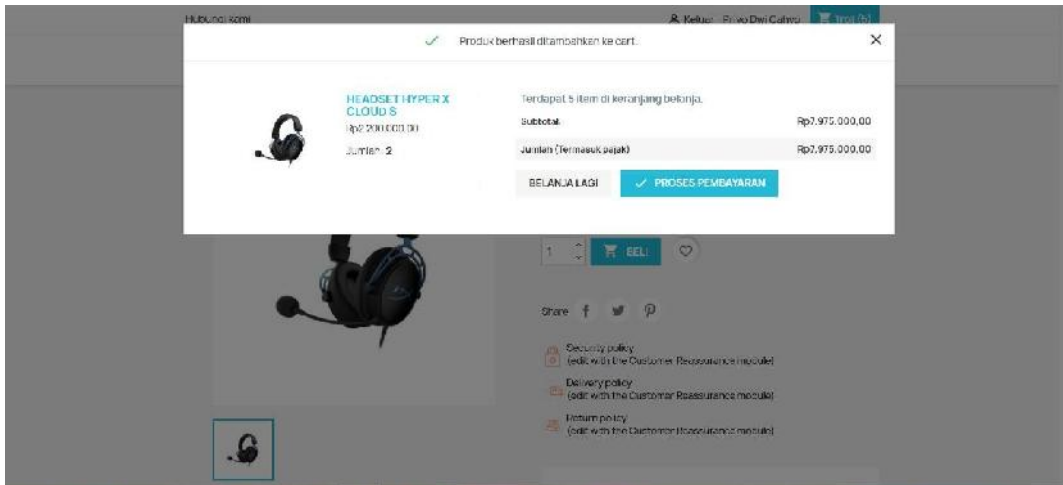 Hubungi kami
Keluar Priyo Dwi Cahyo Troli (5)
Produk berhasil ditambahkan ke cart.
HEADSET HYPER X
CLOUD S
Rp2.200.000,00
Jumlah: 2
Terdapat 5 item di keranjang belanja.
Subtotal: Rp7.975.000,00
Jumlah (Termasuk pajak) Rp7.975.000,00
BELANJA LAGI PROSES PEMBAYARAN
1 BELI
Share
Security policy
(edit with the Customer Reassurance module)
Delivery policy
(edit with the Customer Reassurance module)
Return policy
(edit with the Customer Reassurance module)